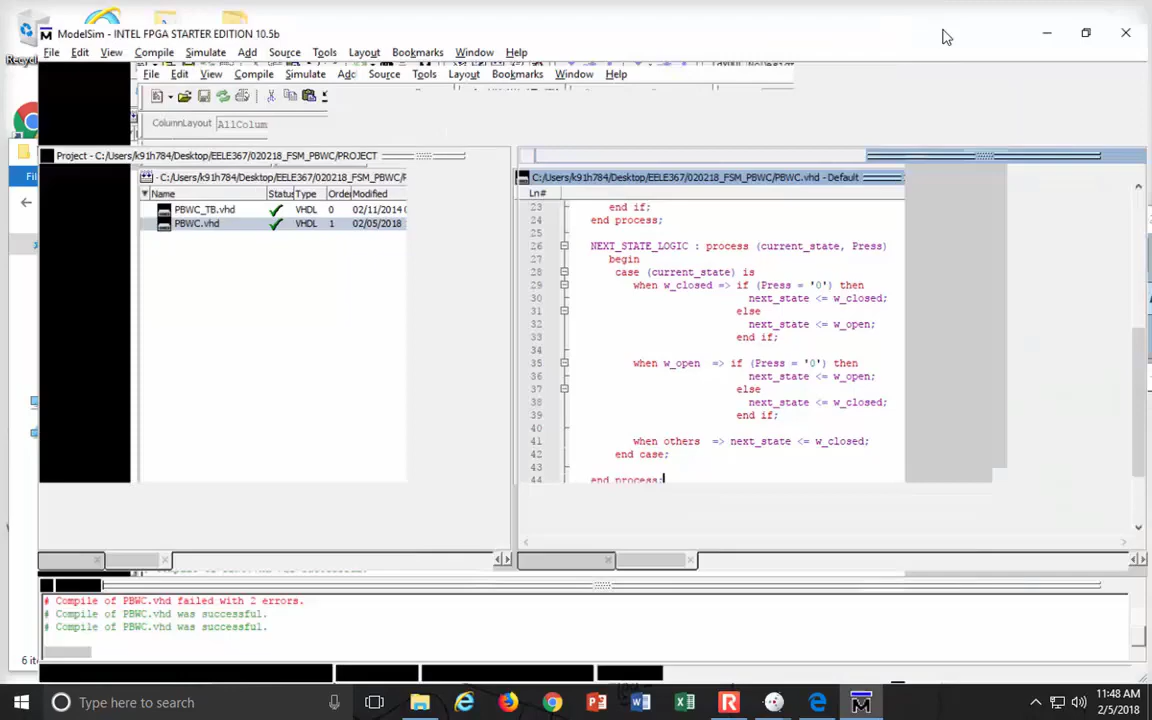 ModelSim - INTEL FPGA STARTER EDITION 10.5b
File Edit View Compile Simulate Add Source Tools Layout Bookmarks Window Help
File Edit View Compile Simulate Add Source Tools Layout Bookmarks Window Help
ColumnLayout AllColum
Project - C:/Users/k91h784/Desktop/EELE367/020218_FSM_PBWC/PROJECT
- C:/Users/k91h784/Desktop/EELE367/020218_FSM_PBWC/F
Name Status Type Order Modified
PBWC_TB.vhd VHDL 0 02/11/2014
PBWC.vhd VHDL 1 02/05/2018
C:/Users/k91h784/Desktop/EELE367/020218_FSM_PBWC/PBWC.vhd - Default
Ln#
23 end if;
24 end process;
25
26 NEXT_STATE_LOGIC : process (current_state, Press)
27 begin
28 case (current_state) is
29 when w_closed => if (Press = '0') then
30 next_state <= w_closed;
31 else
32 next_state <= w_open;
33 end if;
34
35 when w_open => if (Press = '0') then
36 next_state <= w_open;
37 else
38 next_state <= w_closed;
39 end if;
40
41 when others => next_state <= w_closed;
42 end case;
43
44 end process;
# Compile of PBWC.vhd failed with 2 errors.
# Compile of PBWC.vhd was successful.
# Compile of PBWC.vhd was successful.
6 it
Type here to search
11:48 AM
2/5/2018